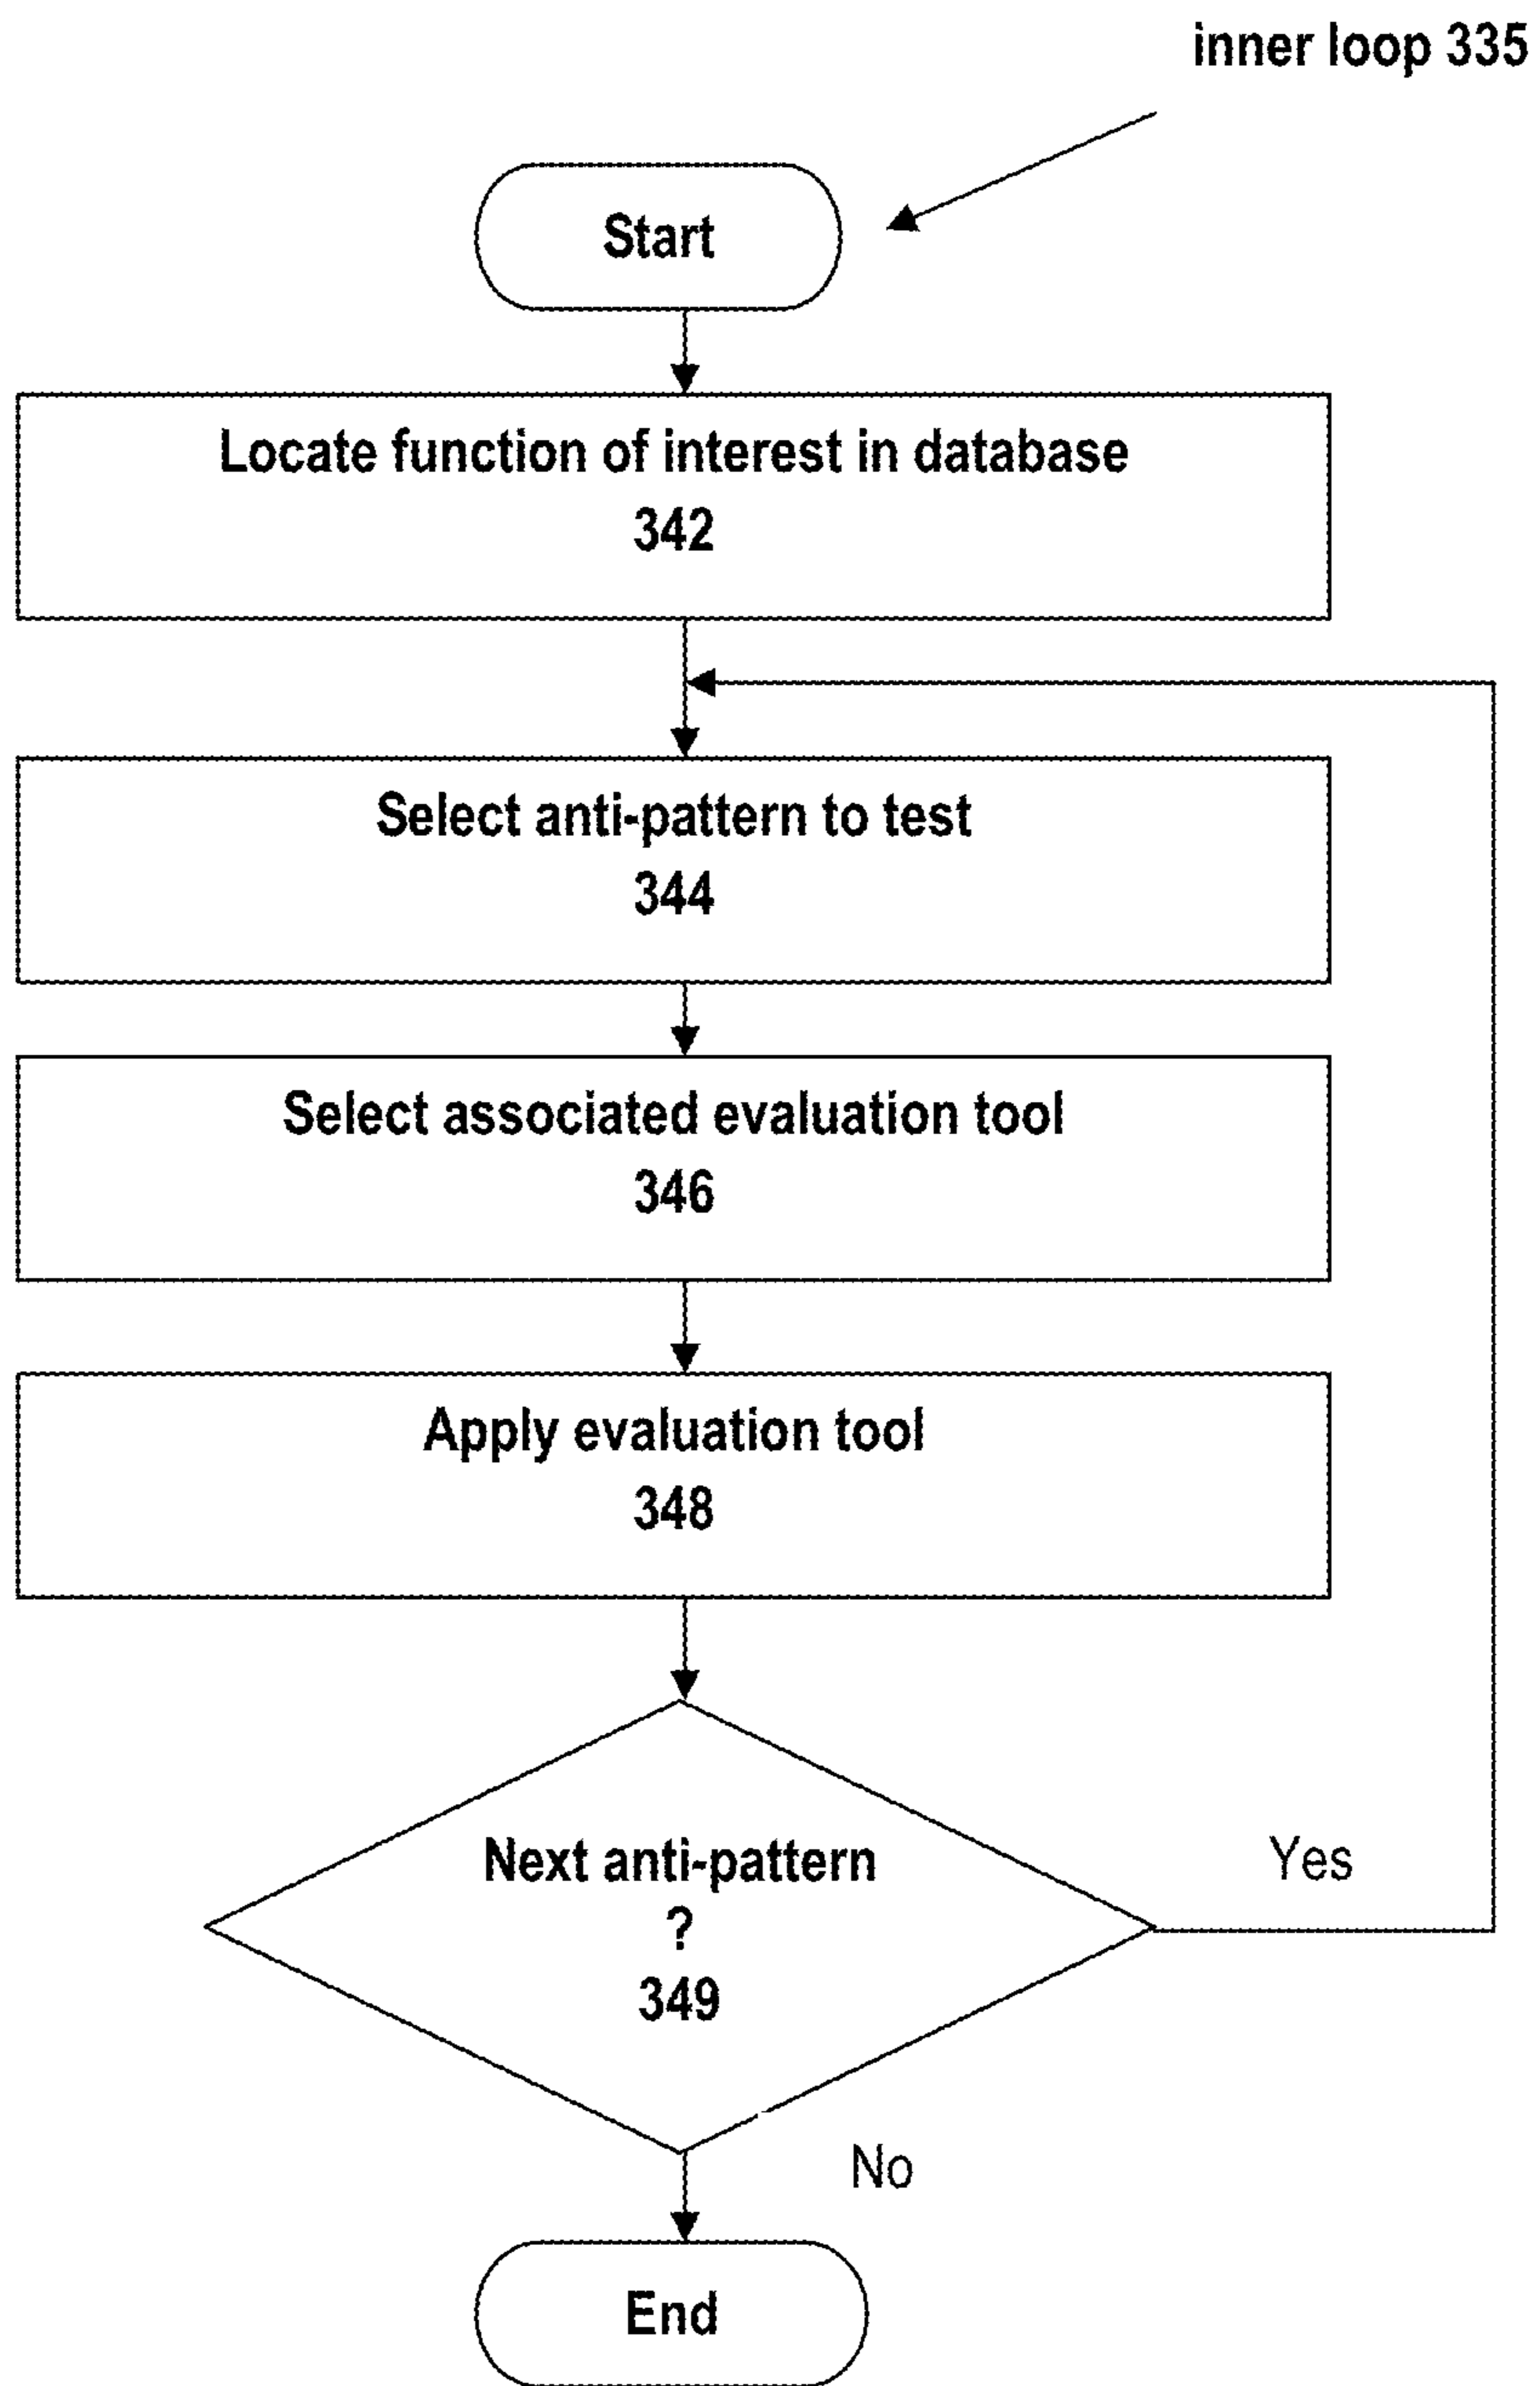 inner loop 335
Start
Locate function of interest in database
342
Select anti-pattern to test
344
Select associated evaluation tool
346
Apply evaluation tool
348
Next anti-pattern
?
349
Yes
No
End